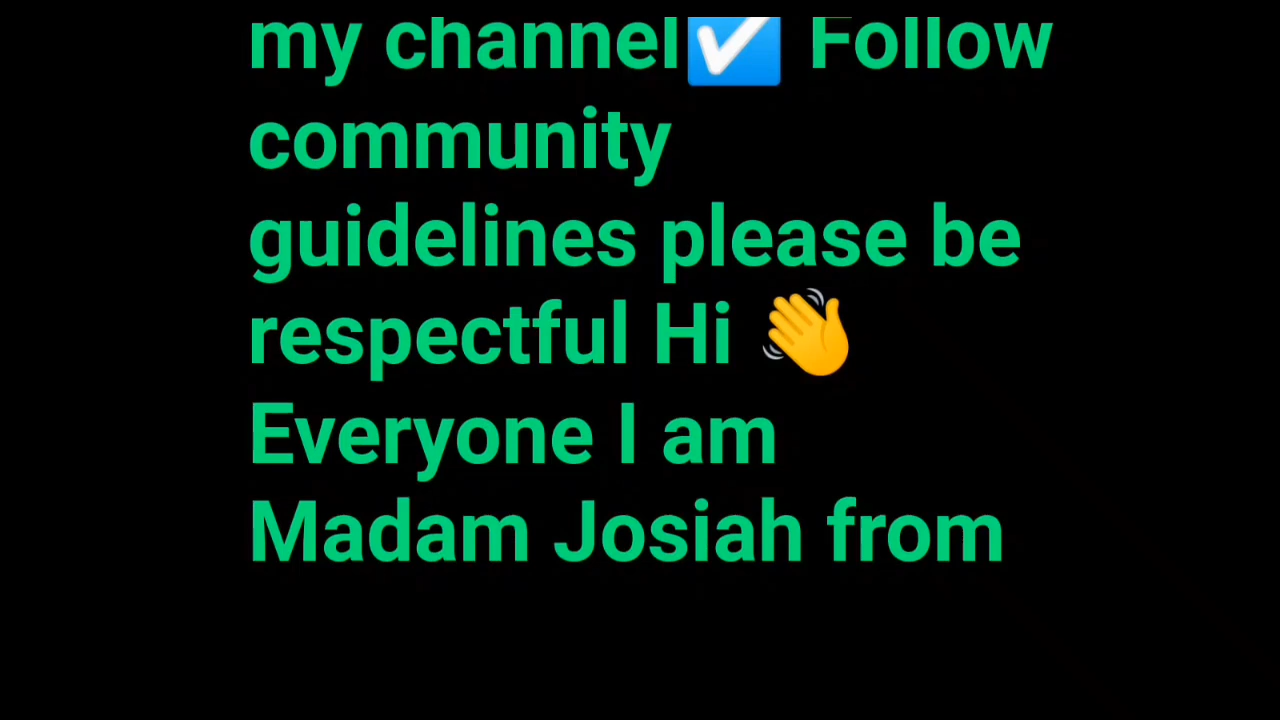 my channel☑️ Follow
community
guidelines please be
respectful Hi 👋
Everyone I am
Madam Josiah from